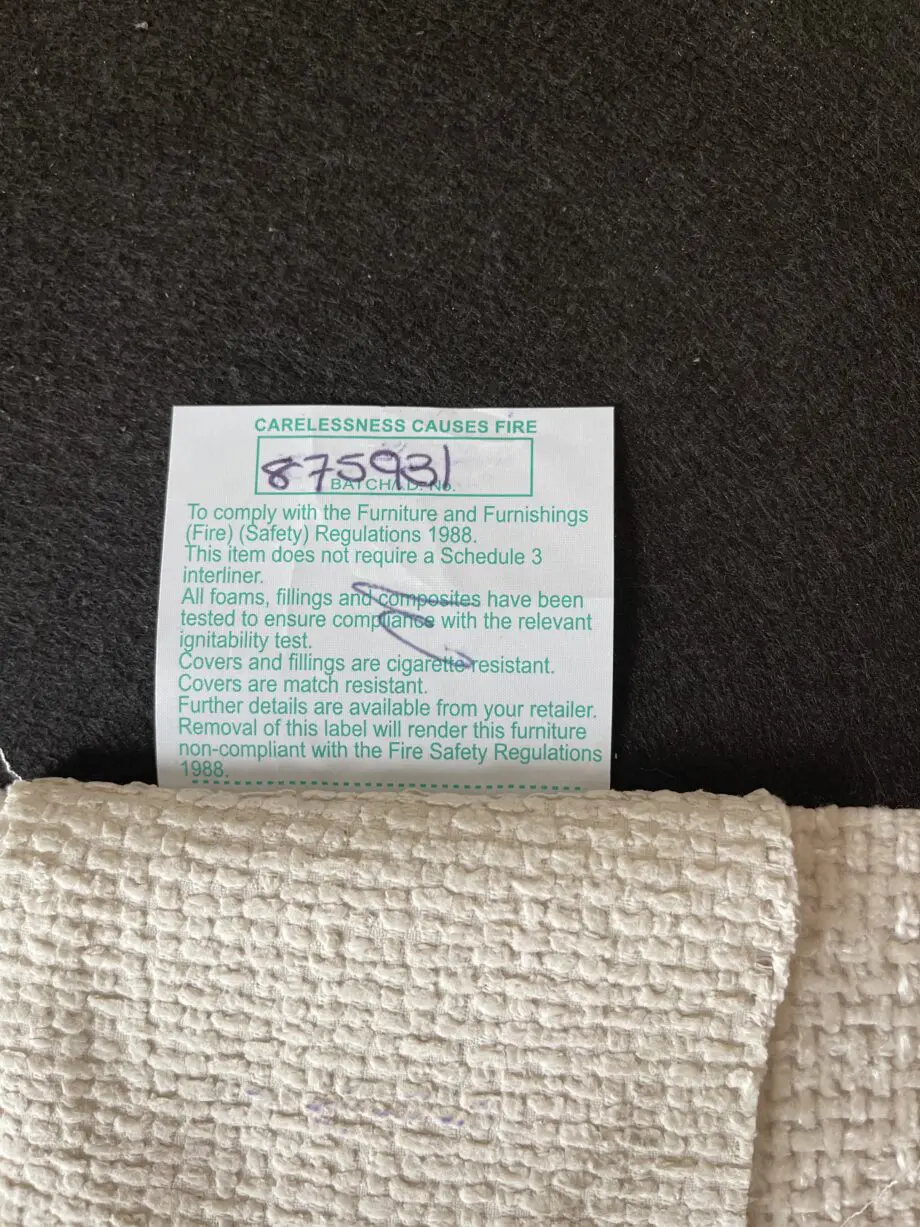 CARELESSNESS CAUSES FIRE
875931
BATCH/I.D. No.
To comply with the Furniture and Furnishings
(Fire) (Safety) Regulations 1988.
This item does not require a Schedule 3
interliner.
All foams, fillings and composites have been
tested to ensure compliance with the relevant
ignitability test.
Covers and fillings are cigarette resistant.
Covers are match resistant.
Further details are available from your retailer.
Removal of this label will render this furniture
non-compliant with the Fire Safety Regulations
1988.